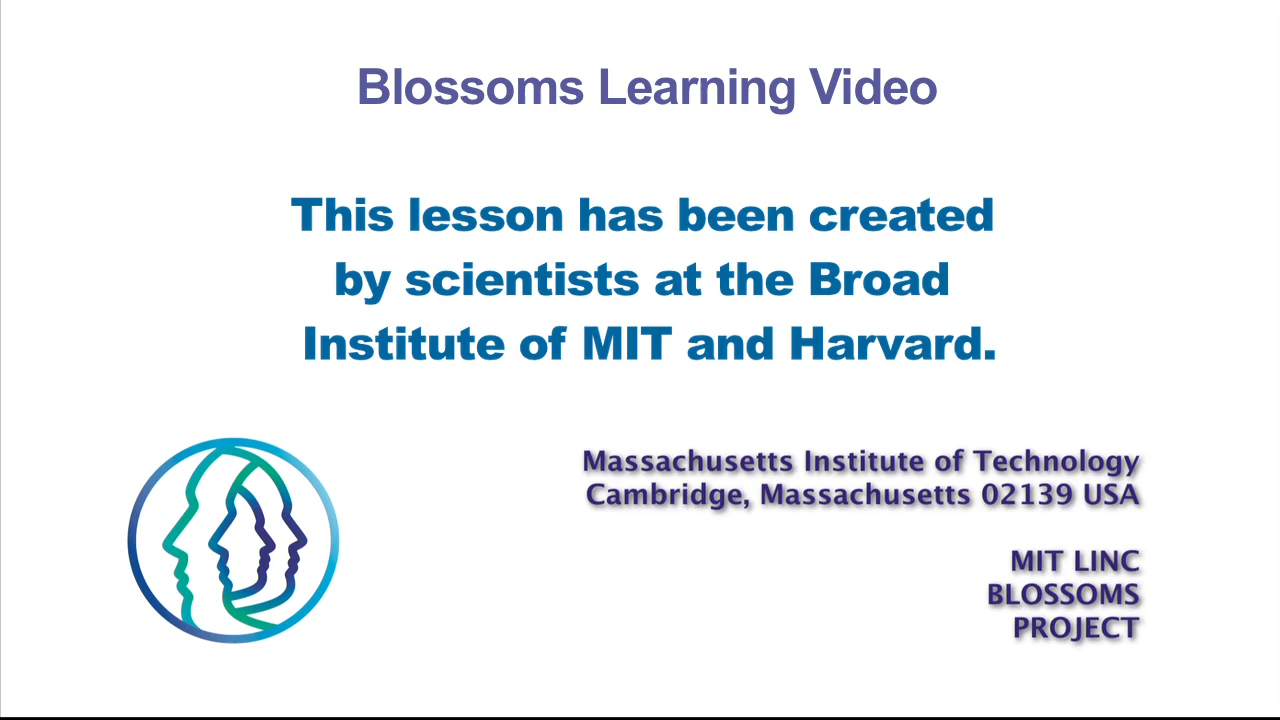 Blossoms Learning Video
This lesson has been created
by scientists at the Broad
Institute of MIT and Harvard.
Massachusetts Institute of Technology
Cambridge, Massachusetts 02139 USA
MIT LINC
BLOSSOMS
PROJECT